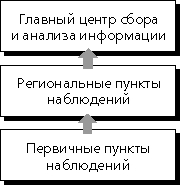 Главный центр сбора
и анализа информации
Региональные пункты
наблюдений
Первичные пункты
наблюдений